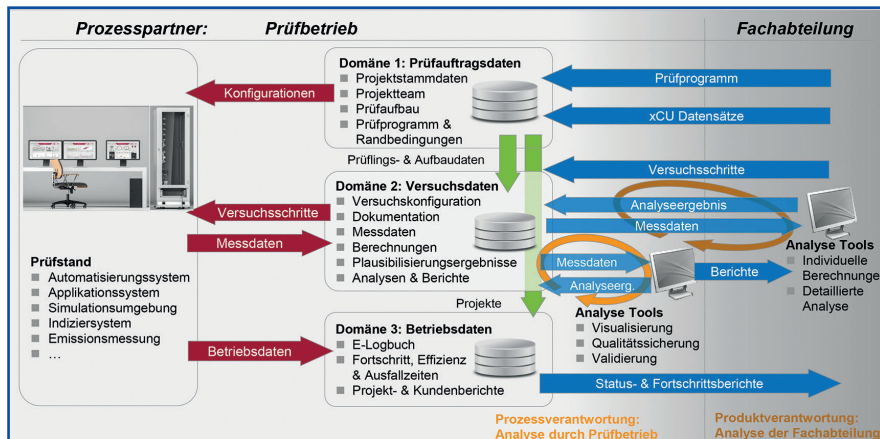 Prozesspartner:
Prüfbetrieb
Fachabteilung
Domäne 1: Prüfauftragsdaten
Projektstammdaten
Projektteam
Prüfaufbau
Prüfprogramm &
Randbedingungen
Konfigurationen
Prüfprogramm
xCU Datensätze
Prüflings- & Aufbaudaten
Versuchsschritte
Domäne 2: Versuchsdaten
Versuchskonfiguration
Dokumentation
Messdaten
Berechnungen
Plausibilisierungsergebnisse
Analysen & Berichte
Versuchsschritte
Messdaten
Analyseergebnis
Messdaten
Messdaten
Analyseerg.
Berichte
Analyse Tools
Individuelle
Berechnunge
Detaillierte
Analyse
Prüfstand
Automatisierungssystem
Applikationssystem
Simulationsumgebung
Indiziersystem
Emissionsmessung
…
Projekte
Analyse Tools
Visualisierung
Qualitätssicherung
Validierung
Domäne 3: Betriebsdaten
E-Logbuch
Fortschritt, Effizienz
& Ausfallzeiten
Projekt- & Kundenberichte
Betriebsdaten
Status- & Fortschrittsberichte
Prozessverantwortung:
Analyse durch Prüfbetrieb
Produktverantwortung:
Analyse der Fachabteilung